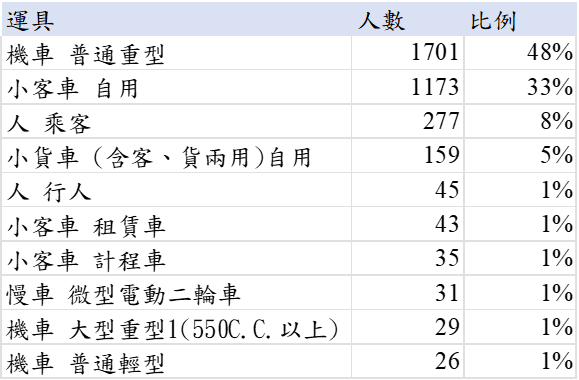 運具 人數 比例
機車 普通重型 1701 48%
小客車 自用 1173 33%
人 乘客 277 8%
小貨車 (含客、貨兩用)自用 159 5%
人 行人 45 1%
小客車 租賃車 43 1%
小客車 計程車 35 1%
慢車 微型電動二輪車 31 1%
機車 大型重型1(550C.C.以上) 29 1%
機車 普通輕型 26 1%